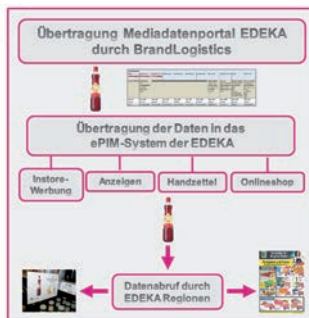 Übertragung Mediadatenportal EDEKA
durch BrandLogistics
Übertragung der Daten in das
ePIM-System der EDEKA
Instore-
Werbung
Anzeigen
Handzettel
Onlineshop
Datenabruf durch
EDEKA Regionen